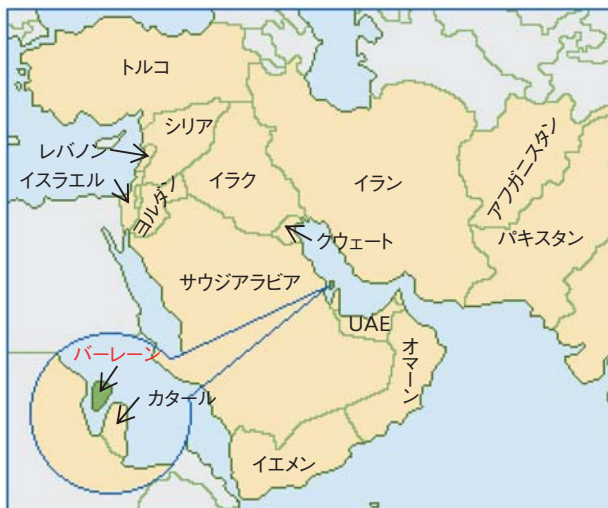 トルコ
シリア
レバノン
イスラエル
ヨルダン
イラク
イラン
アフガニスタン
パキスタン
クウェート
サウジアラビア
UAE
オマーン
バーレーン
カタール
イエメン